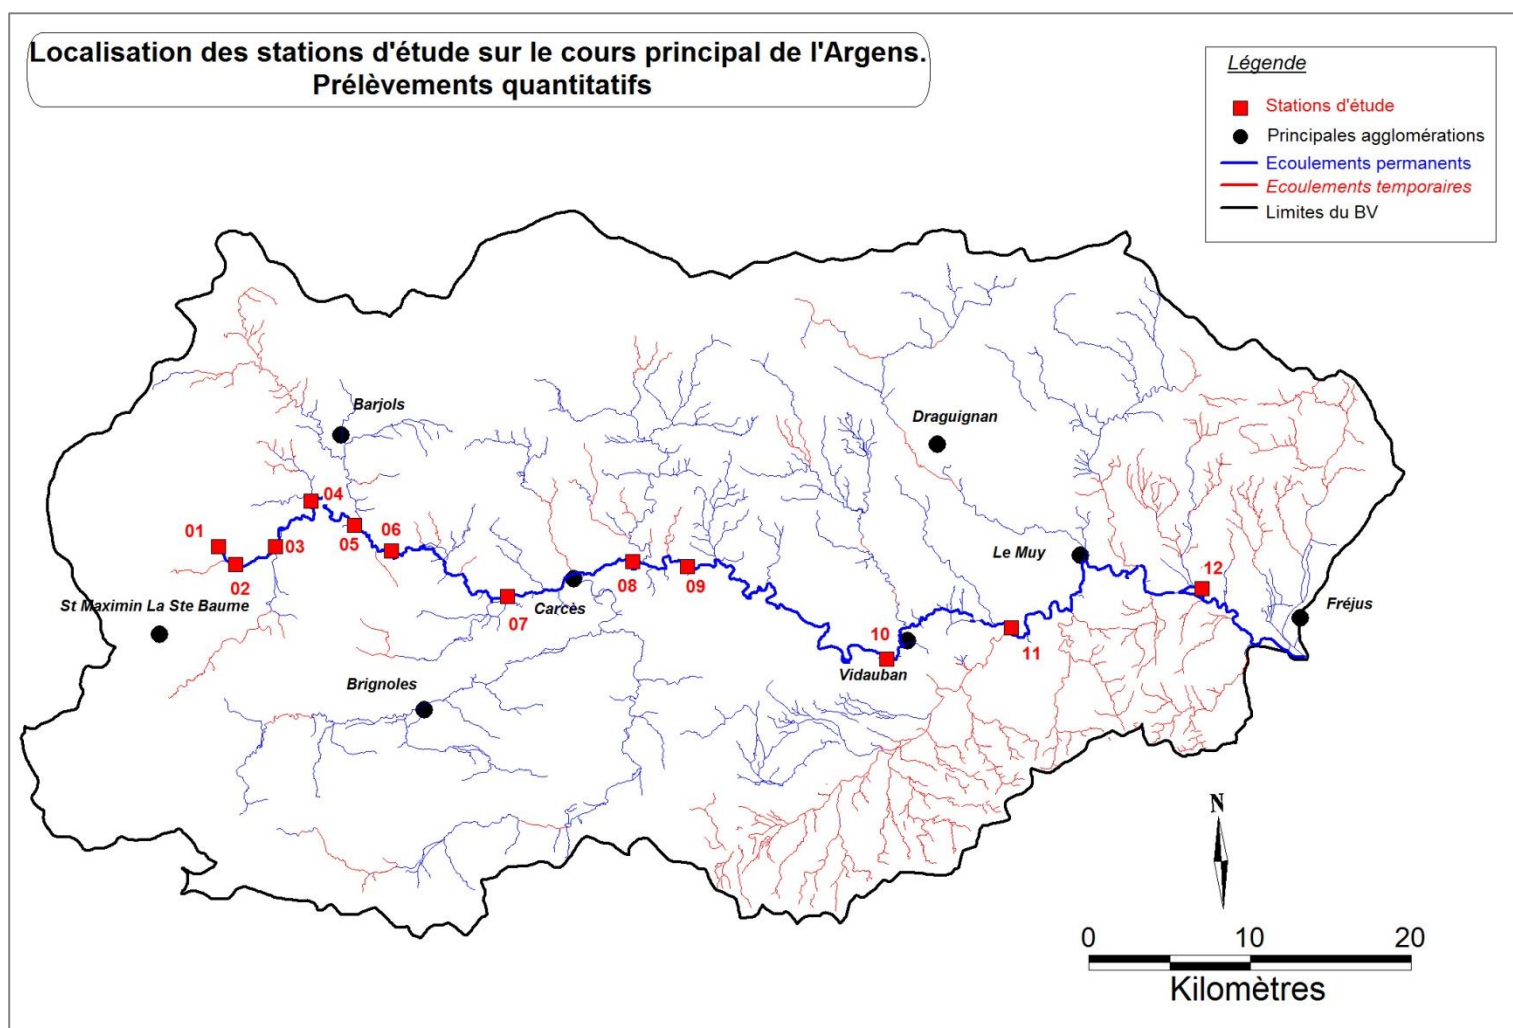 Localisation des stations d'étude sur le cours principal de l'Argens.
Prélèvements quantitatifs
Légende
Stations d'étude
Principales agglomérations
Ecoulements permanents
Ecoulements temporaires
Limites du BV
Barjols
Draguignan
04
01
03
05
06
02
Le Muy
12
08
09
St Maximin La Ste Baume
Carcès
07
Fréjus
10
11
Vidauban
Brignoles
N
0 10 20
Kilomètres